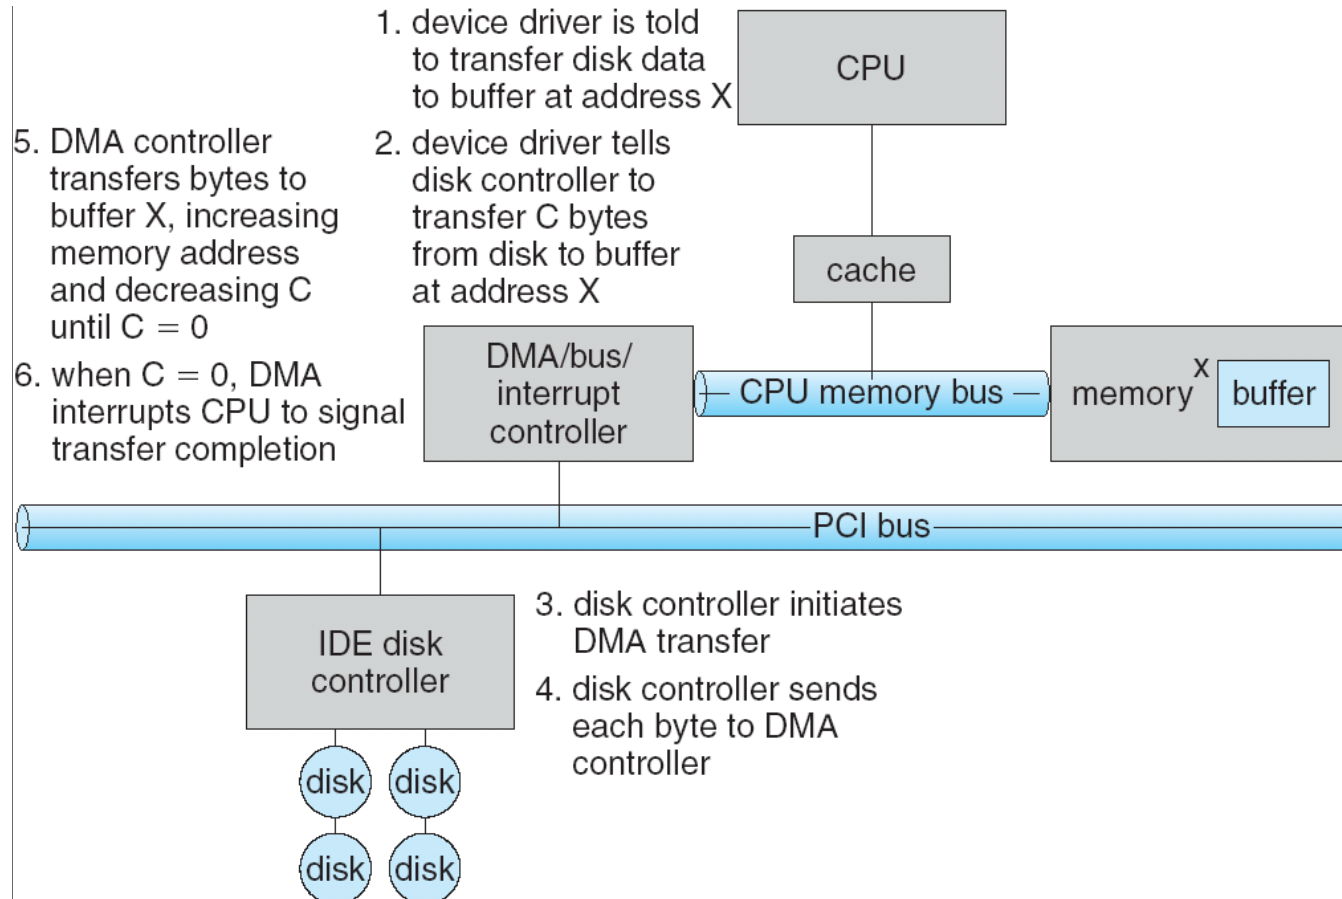 1. device driver is told
to transfer disk data
to buffer at address X
CPU
5. DMA controller
transfers bytes to
buffer X, increasing
memory address
and decreasing C
until C = 0
2. device driver tells
disk controller to
transfer C bytes
from disk to buffer
at address X
cache
6. when C = 0, DMA
interrupts CPU to signal
transfer completion
DMA/bus/
interrupt
controller
CPU memory bus
memory
x
buffer
PCI bus
IDE disk
controller
3. disk controller initiates
DMA transfer
4. disk controller sends
each byte to DMA
controller
disk
disk
disk
disk